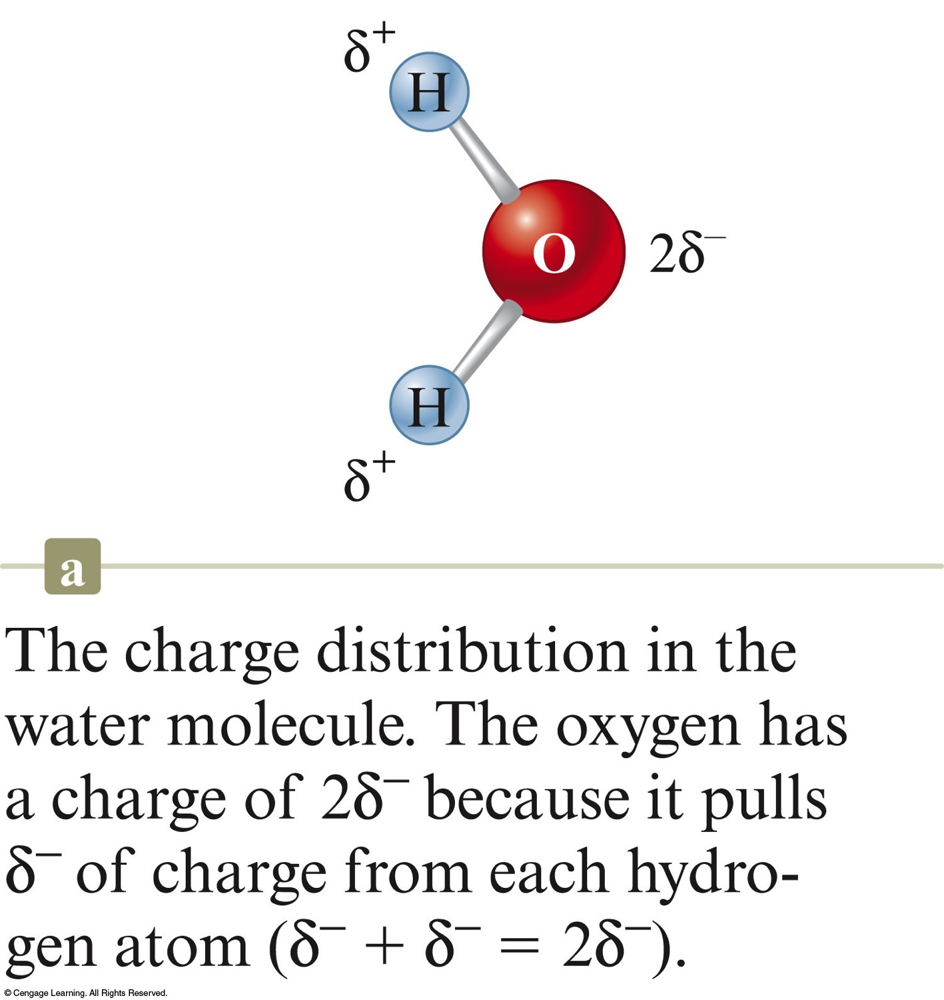 δ⁺
H
O
2δ⁻
H
δ⁺
a
The charge distribution in the
water molecule. The oxygen has
a charge of 2δ⁻ because it pulls
δ⁻ of charge from each hydro-
gen atom (δ⁻ + δ⁻ = 2δ⁻).
© Cengage Learning. All Rights Reserved.